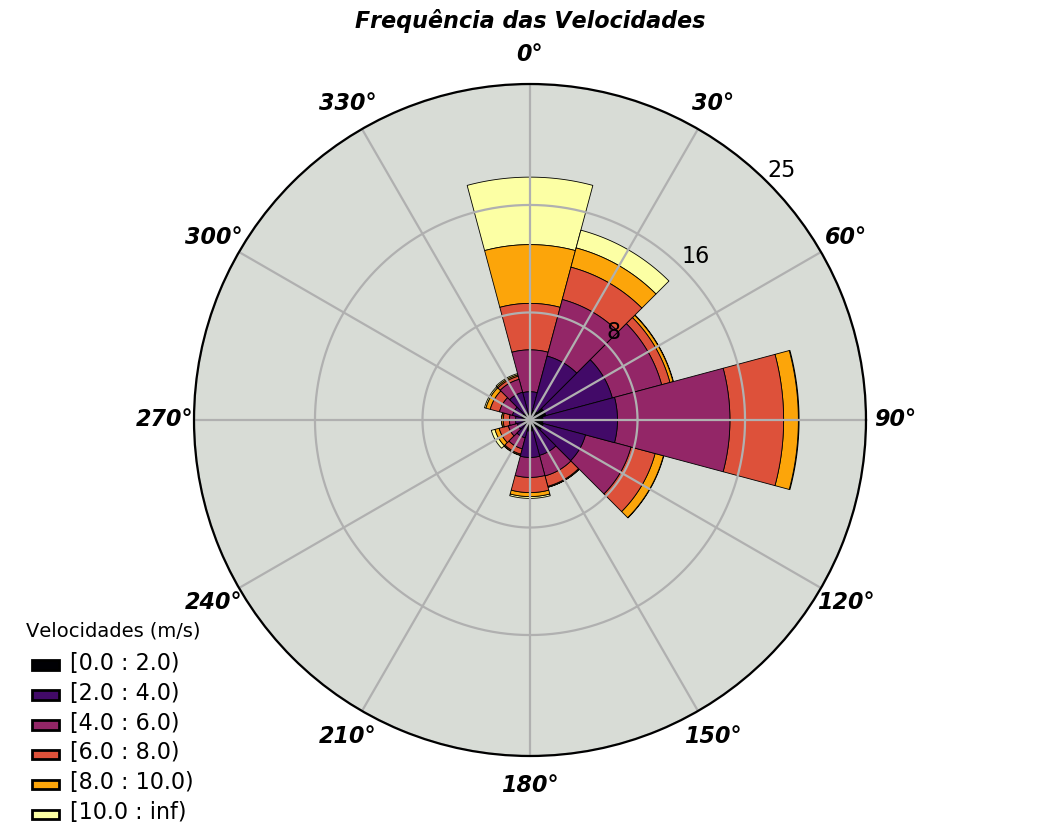 Frequência das Velocidades
0°
330°
30°
25
300°
60°
16
8
270°
90°
240°
120°
210°
150°
180°
Velocidades (m/s)
[0.0 : 2.0)
[2.0 : 4.0)
[4.0 : 6.0)
[6.0 : 8.0)
[8.0 : 10.0)
[10.0 : inf)